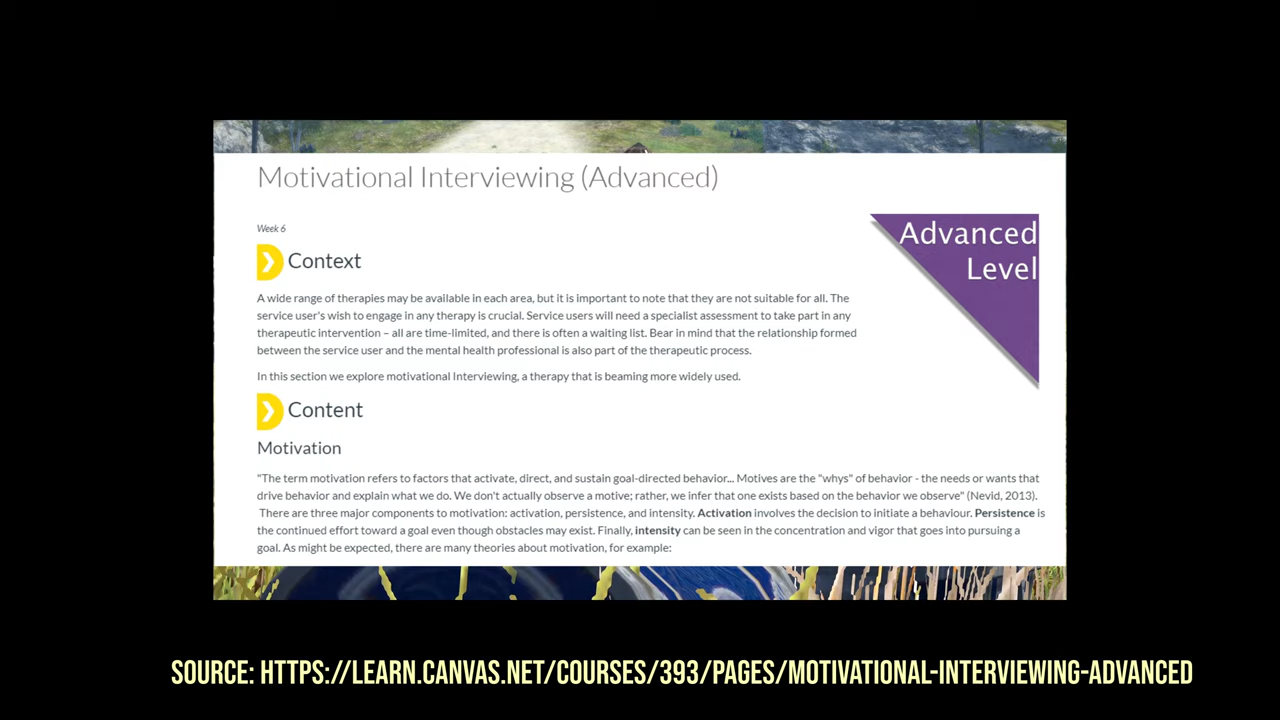 Motivational Interviewing (Advanced)
Week 6
Advanced
Level
Context
A wide range of therapies may be available in each area, but it is important to note that they are not suitable for all. The
service user's wish to engage in any therapy is crucial. Service users will need a specialist assessment to take part in any
therapeutic intervention – all are time-limited, and there is often a waiting list. Bear in mind that the relationship formed
between the service user and the mental health professional is also part of the therapeutic process.
In this section we explore motivational Interviewing, a therapy that is beaming more widely used.
Content
Motivation
"The term motivation refers to factors that activate, direct, and sustain goal-directed behavior... Motives are the "whys" of behavior - the needs or wants that
drive behavior and explain what we do. We don't actually observe a motive; rather, we infer that one exists based on the behavior we observe" (Nevid, 2013).
There are three major components to motivation: activation, persistence, and intensity. Activation involves the decision to initiate a behaviour. Persistence is
the continued effort toward a goal even though obstacles may exist. Finally, intensity can be seen in the concentration and vigor that goes into pursuing a
goal. As might be expected, there are many theories about motivation, for example:
SOURCE: HTTPS://LEARN.CANVAS.NET/COURSES/393/PAGES/MOTIVATIONAL-INTERVIEWING-ADVANCED